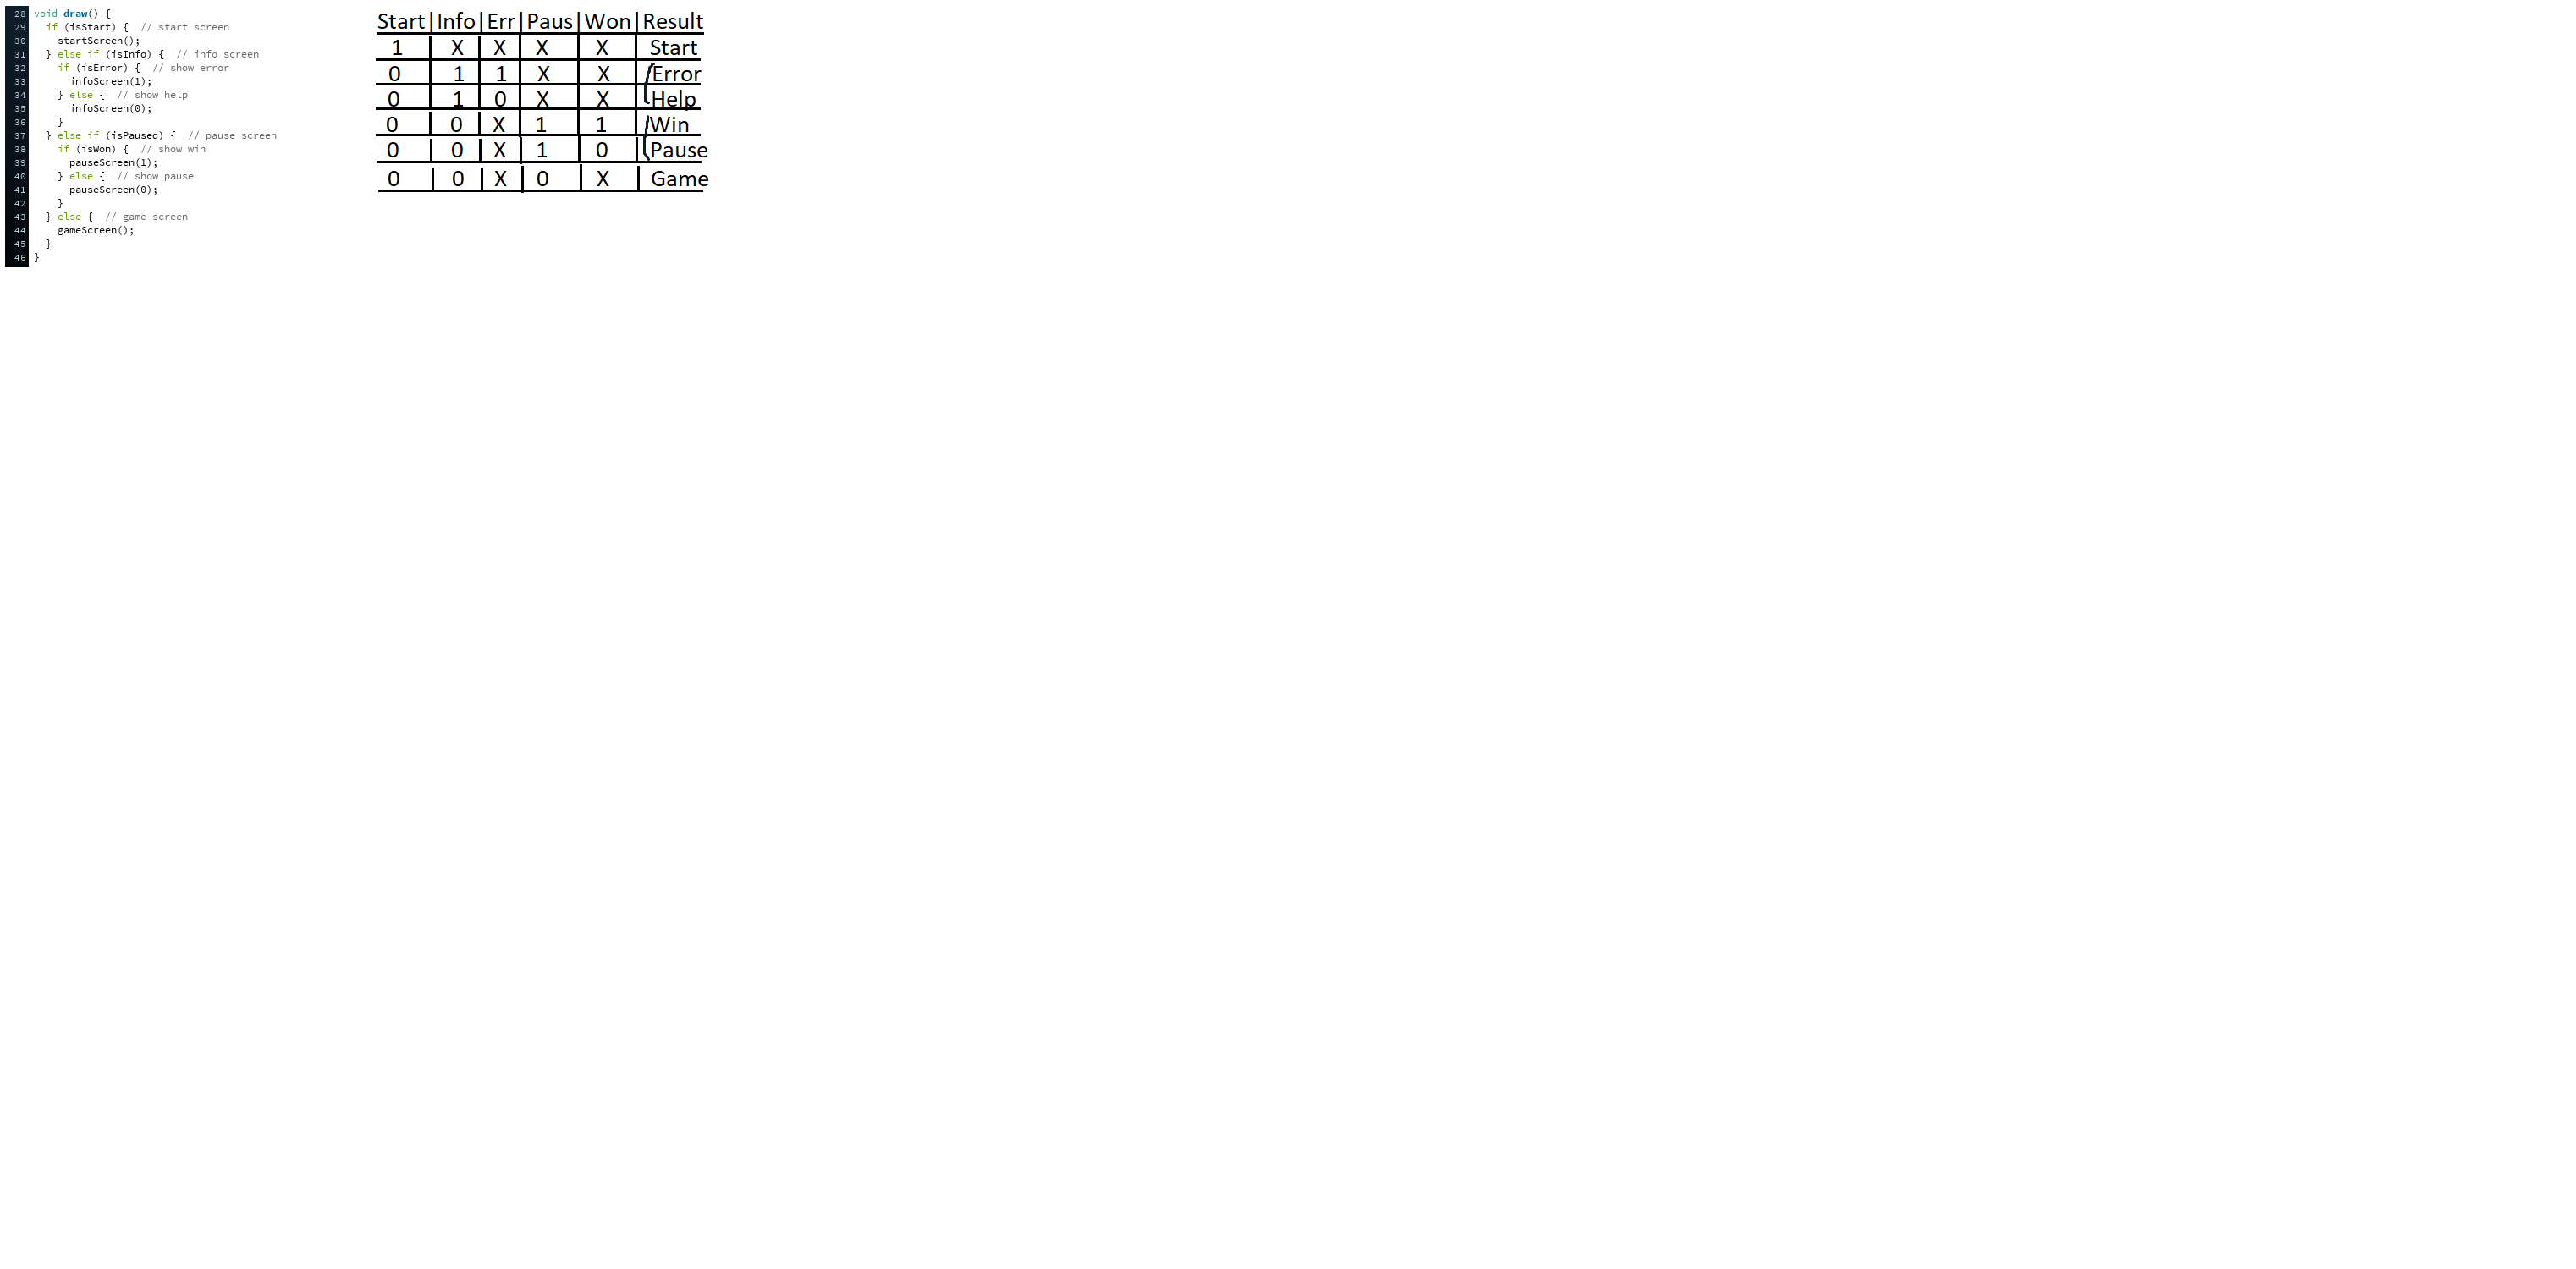 28 void draw() {
29   if (isStart) {  // start screen
30     startScreen();
31   } else if (isInfo) {  // info screen
32     if (isError) {  // show error
33       infoScreen(1);
34     } else {  // show help
35       infoScreen(0);
36     }
37   } else if (isPaused) {  // pause screen
38     if (isWon) {  // show win
39       pauseScreen(1);
40     } else {  // show pause
41       pauseScreen(0);
42     }
43   } else {  // game screen
44     gameScreen();
45   }
46 }
Start|Info|Err|Paus|Won|Result
1 | X | X | X | X | Start
0 | 1 | 1 | X | X | Error
0 | 1 | 0 | X | X | Help
0 | 0 | X | 1 | 1 | Win
0 | 0 | X | 1 | 0 | Pause
0 | 0 | X | 0 | X | Game